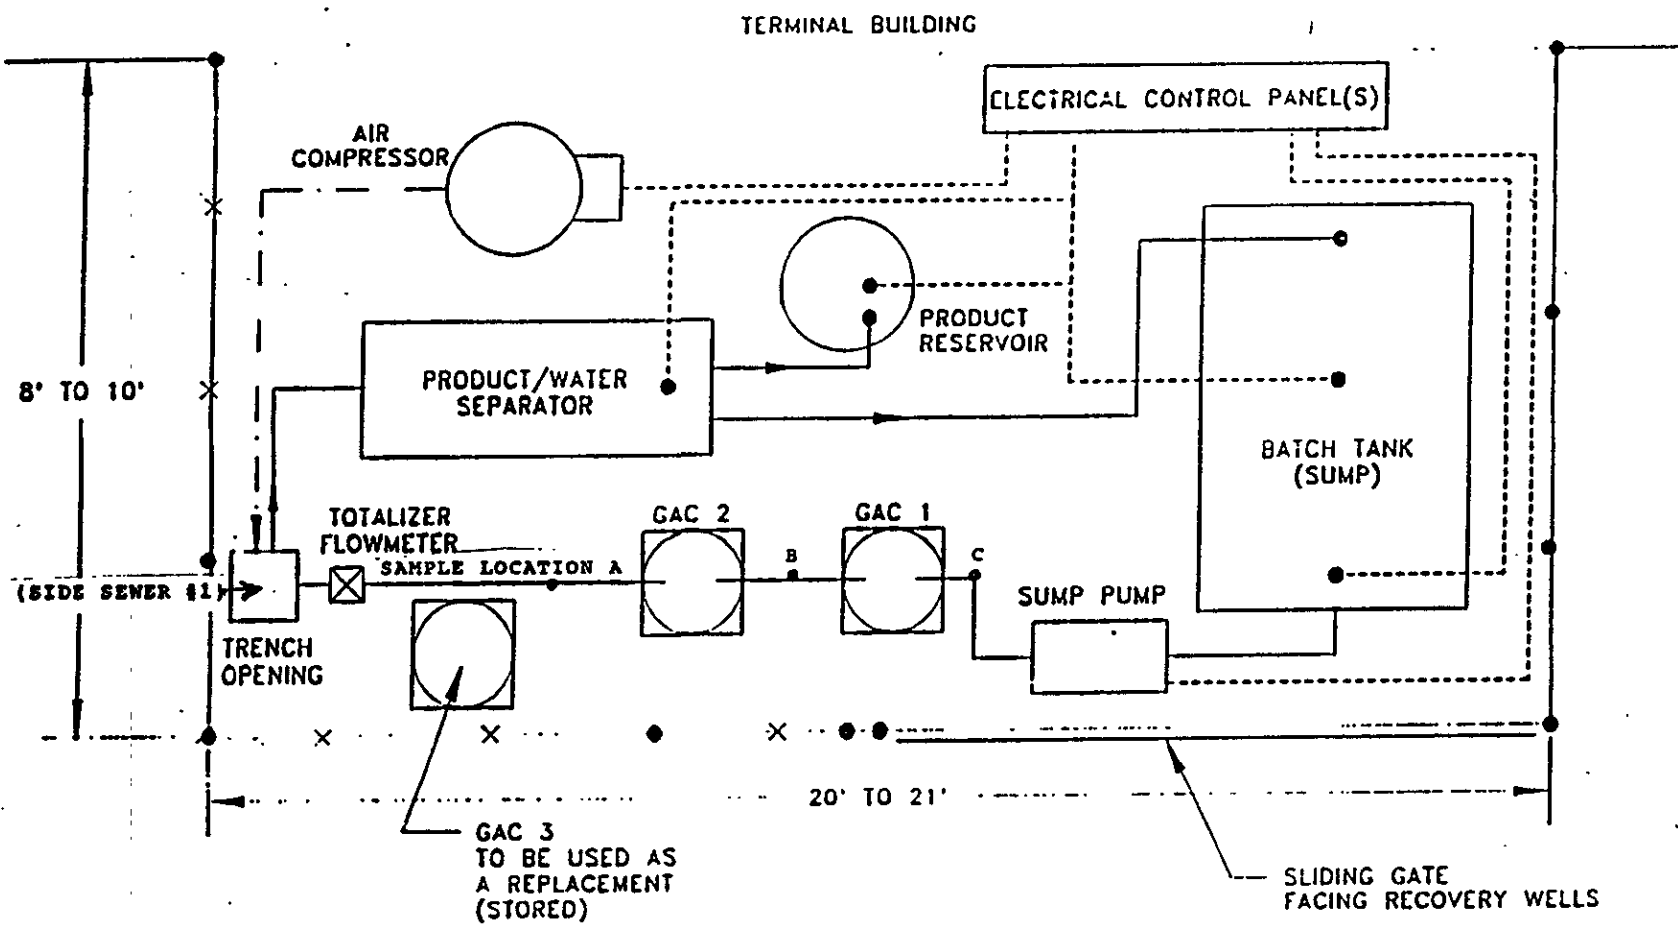 TERMINAL BUILDING
ELECTRICAL CONTROL PANEL(S)
AIR
COMPRESSOR
PRODUCT
RESERVOIR
8' TO 10'
PRODUCT/WATER
SEPARATOR
BATCH TANK
(SUMP)
TOTALIZER
FLOWMETER
GAC 2
GAC 1
SAMPLE LOCATION A
B
C
(SIDE SEWER #1)
SUMP PUMP
TRENCH
OPENING
20' TO 21'
GAC 3
TO BE USED AS
A REPLACEMENT
(STORED)
SLIDING GATE
FACING RECOVERY WELLS